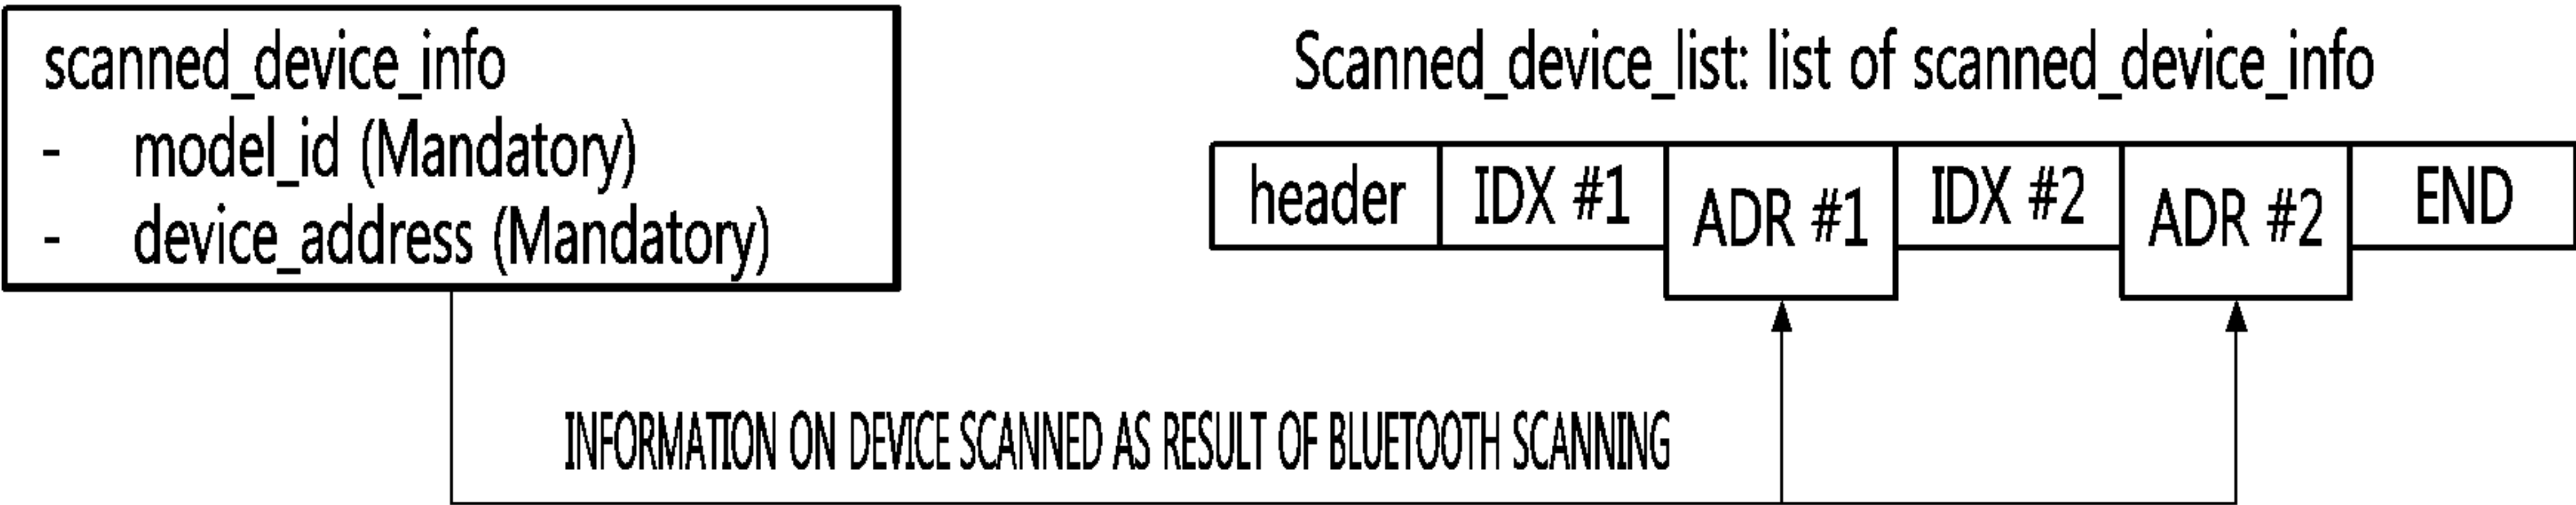 scanned_device_info
- model_id (Mandatory)
- device_address (Mandatory)
Scanned_device_list: list of scanned_device_info
header IDX #1 ADR #1 IDX #2 ADR #2 END
INFORMATION ON DEVICE SCANNED AS RESULT OF BLUETOOTH SCANNING